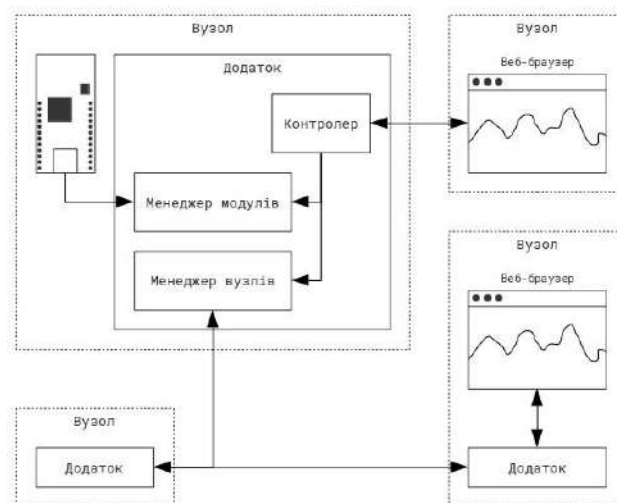 Вузол
Додаток
Контролер
Менеджер модулів
Менеджер вузлів
Вузол
Веб-браузер
Вузол
Веб-браузер
Додаток
Вузол
Додаток